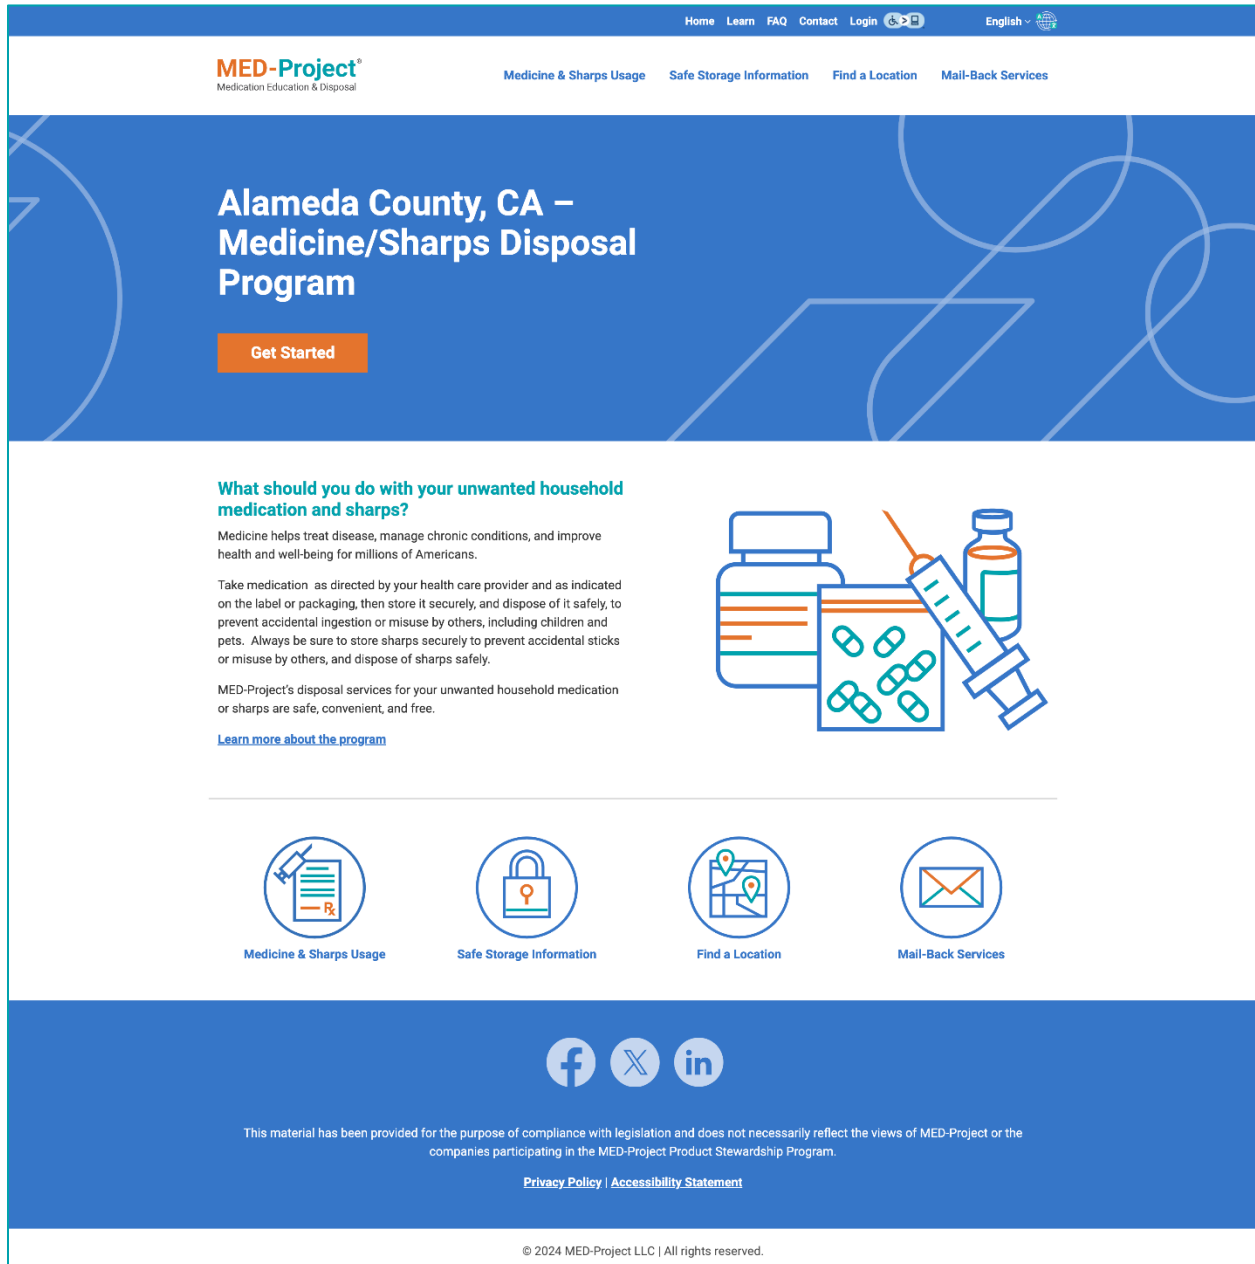 Home Learn FAQ Contact Login English
MED-Project®
Medication Education & Disposal
Medicine & Sharps Usage Safe Storage Information Find a Location Mail-Back Services
Alameda County, CA –
Medicine/Sharps Disposal
Program
Get Started
What should you do with your unwanted household
medication and sharps?
Medicine helps treat disease, manage chronic conditions, and improve
health and well-being for millions of Americans.
Take medication as directed by your health care provider and as indicated
on the label or packaging, then store it securely, and dispose of it safely, to
prevent accidental ingestion or misuse by others, including children and
pets. Always be sure to store sharps securely to prevent accidental sticks
or misuse by others, and dispose of sharps safely.
MED-Project's disposal services for your unwanted household medication
or sharps are safe, convenient, and free.
Learn more about the program
Rx
Medicine & Sharps Usage Safe Storage Information Find a Location Mail-Back Services
f X in
This material has been provided for the purpose of compliance with legislation and does not necessarily reflect the views of MED-Project or the
companies participating in the MED-Project Product Stewardship Program.
Privacy Policy | Accessibility Statement
© 2024 MED-Project LLC | All rights reserved.